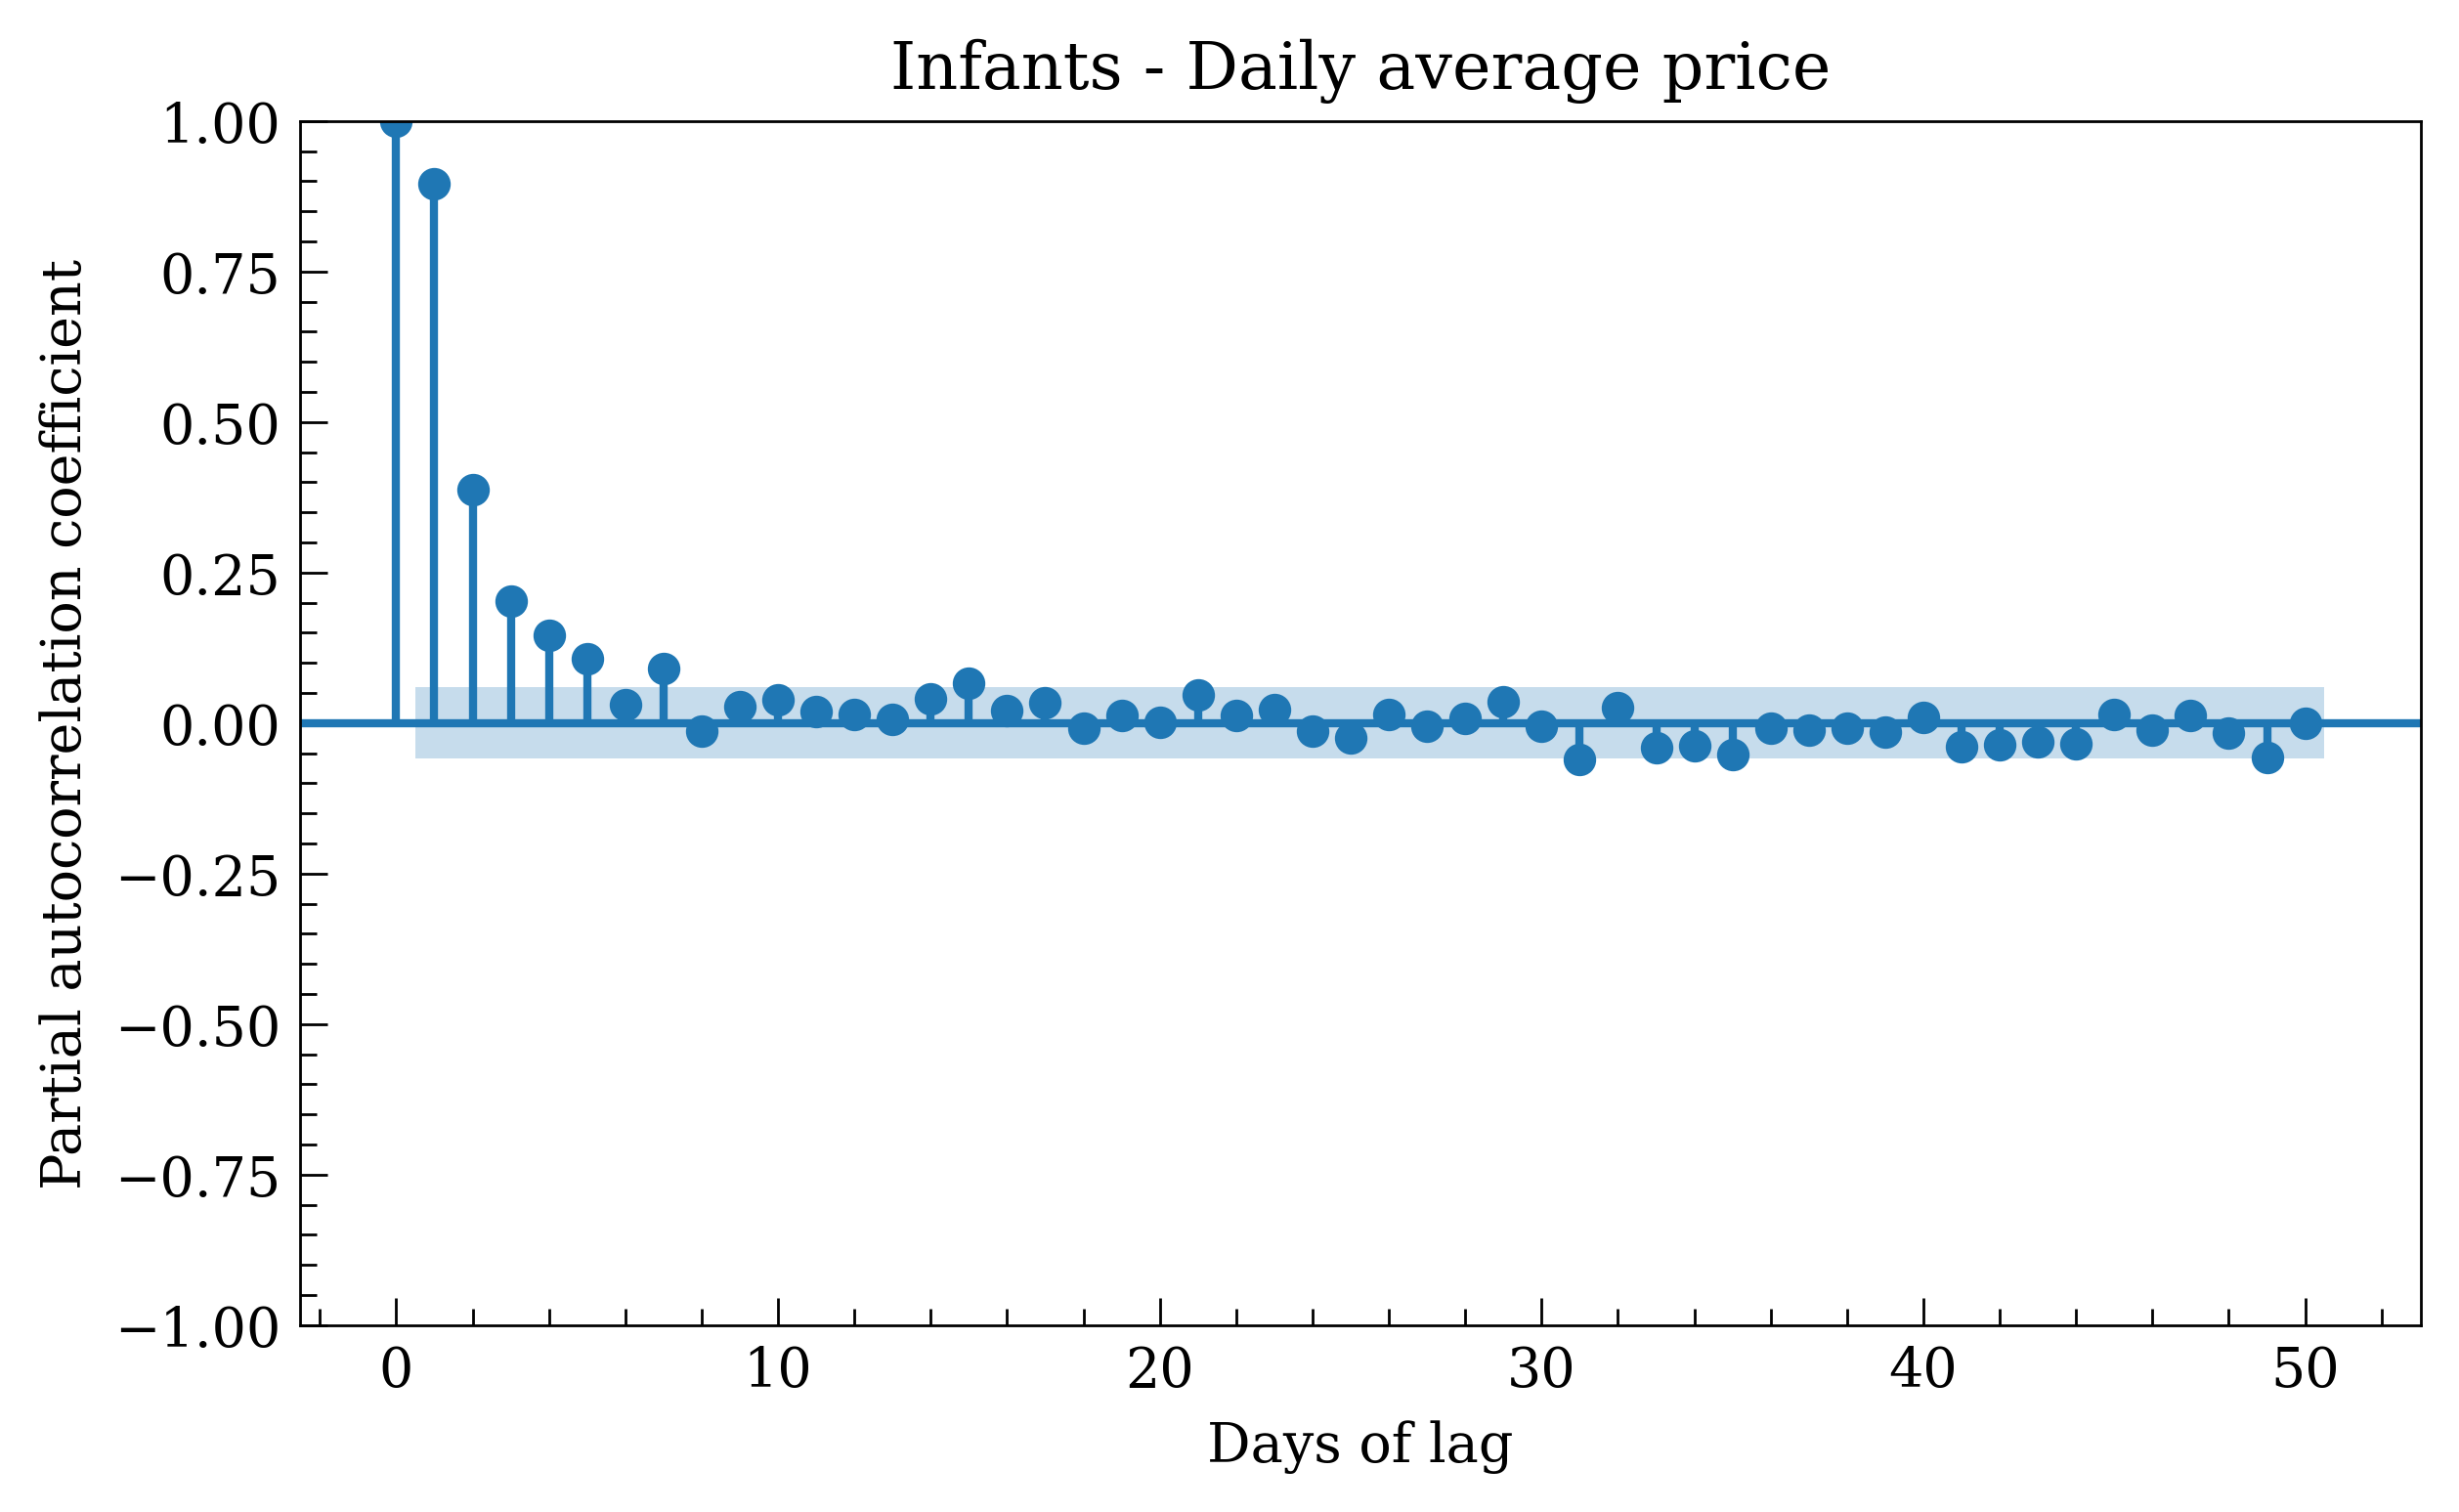 Infants - Daily average price
Partial autocorrelation coefficient
1.00
0.75
0.50
0.25
0.00
−0.25
−0.50
−0.75
−1.00
0 10 20 30 40 50
Days of lag